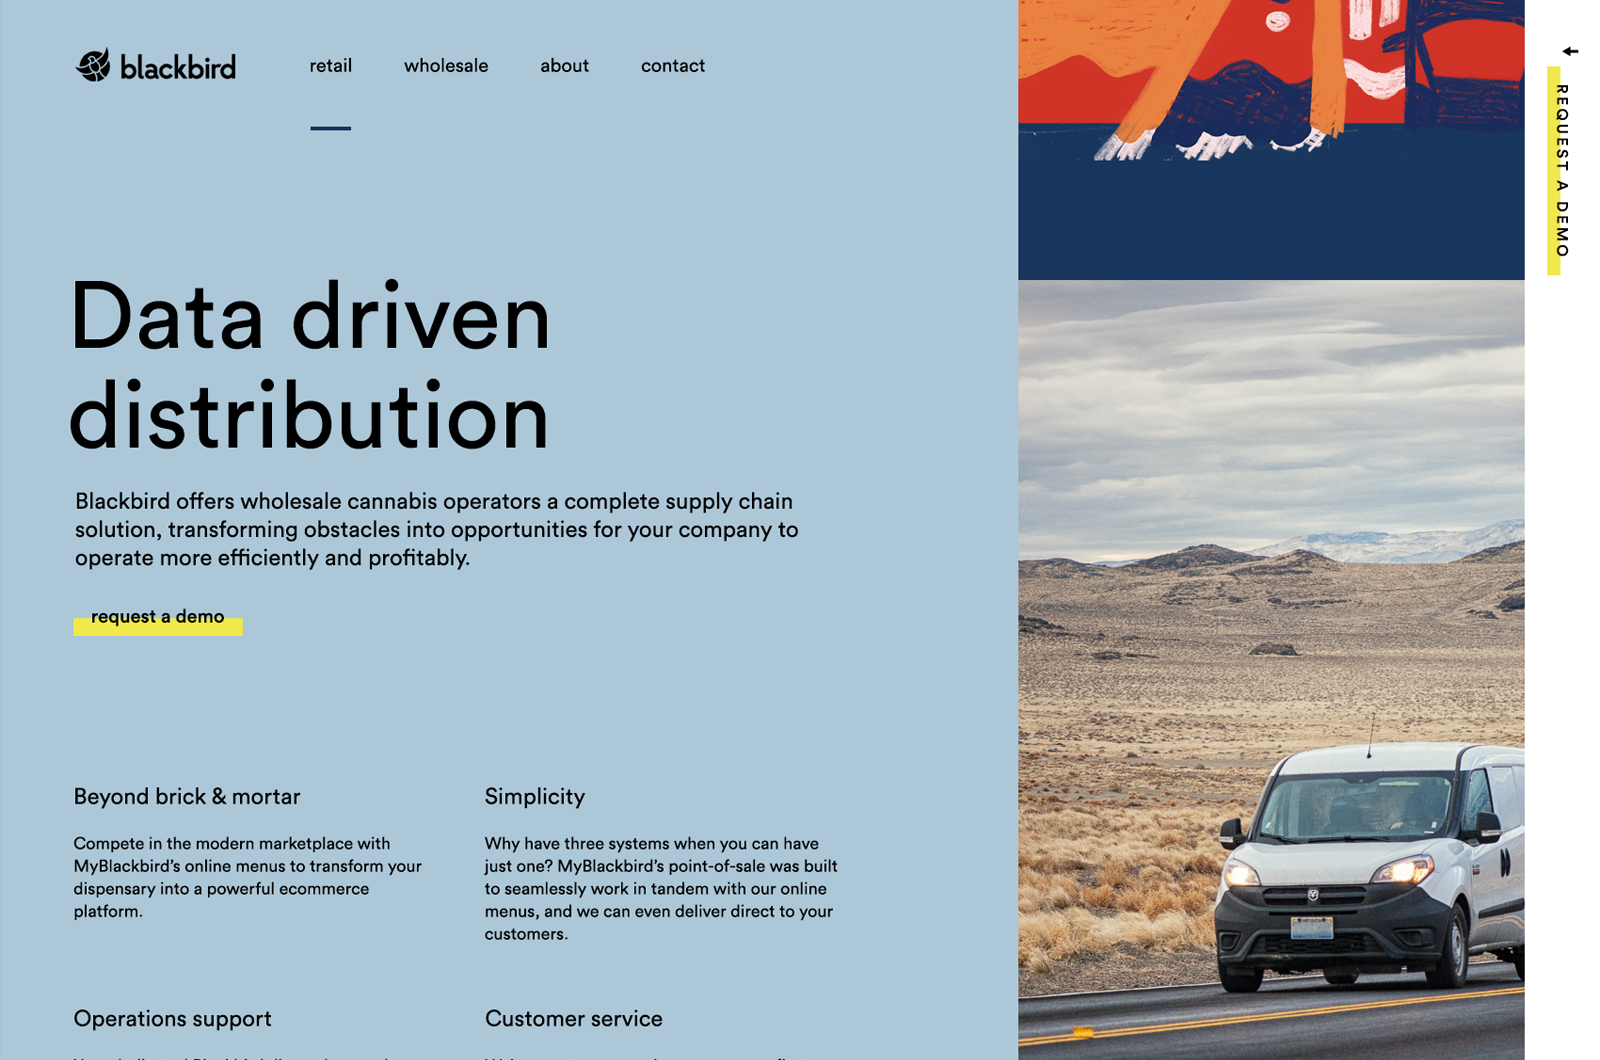 blackbird
retail
wholesale
about
contact
REQUEST A DEMO
Data driven
distribution
Blackbird offers wholesale cannabis operators a complete supply chain
solution, transforming obstacles into opportunities for your company to
operate more efficiently and profitably.
request a demo
Beyond brick & mortar
Compete in the modern marketplace with
MyBlackbird’s online menus to transform your
dispensary into a powerful ecommerce
platform.
Simplicity
Why have three systems when you can have
just one? MyBlackbird’s point-of-sale was built
to seamlessly work in tandem with our online
menus, and we can even deliver direct to your
customers.
Operations support
Customer service